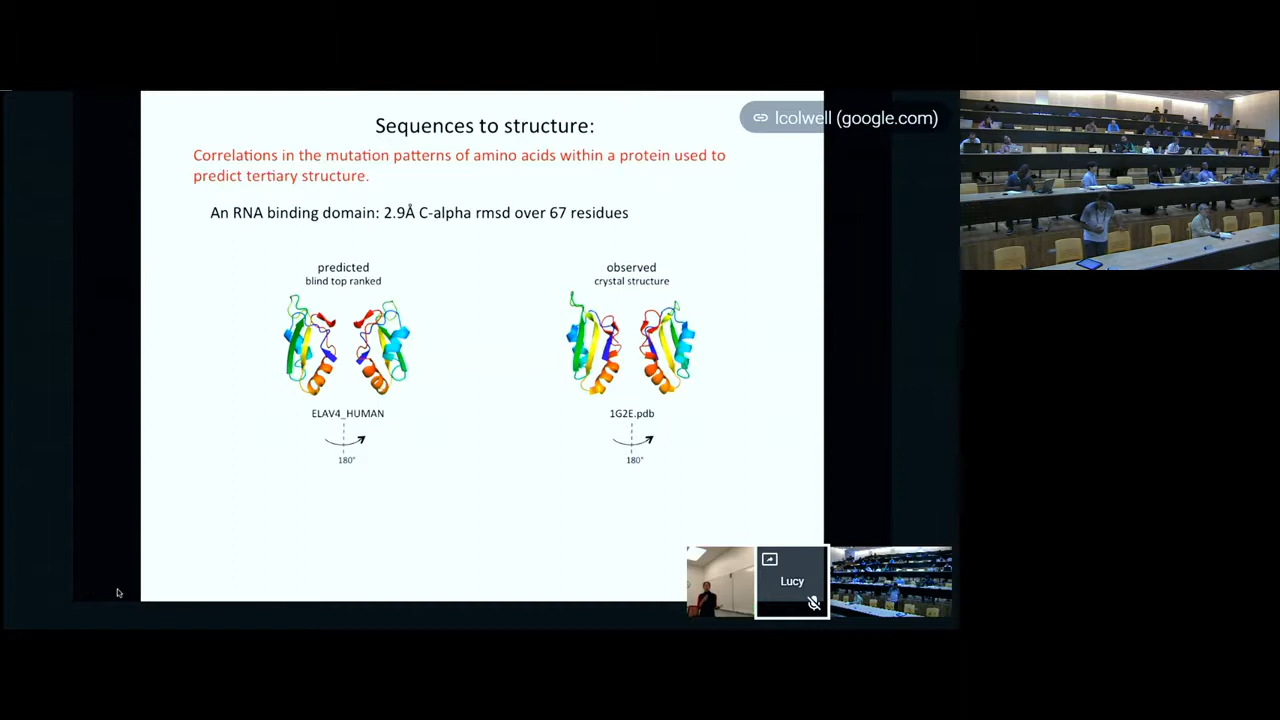 Sequences to structure:
lcolwell (google.com)
Correlations in the mutation patterns of amino acids within a protein used to
predict tertiary structure.
An RNA binding domain: 2.9Å C-alpha rmsd over 67 residues
predicted
blind top ranked
observed
crystal structure
ELAV4_HUMAN
1G2E.pdb
180°
180°
Lucy